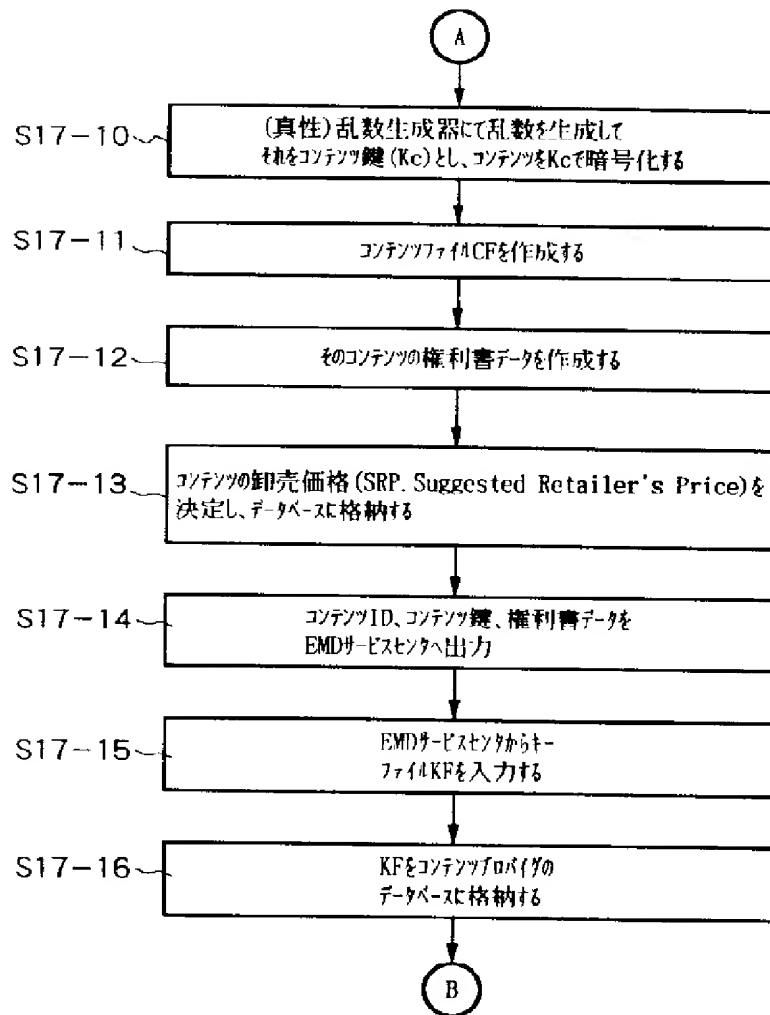 A
S17-10
(真性)乱数生成器にて乱数を生成して
それをコンテンツ鍵(Kc)とし、コンテンツをKcで暗号化する
S17-11
コンテンツファイルCFを作成する
S17-12
そのコンテンツの権利書データを作成する
S17-13
コンテンツの卸売価格(SRP. Suggested Retailer's Price)を
決定し、データベースに格納する
S17-14
コンテンツID、コンテンツ鍵、権利書データを
EMDサービスセンタへ出力
S17-15
EMDサービスセンタからキー
ファイルKFを入力する
S17-16
KFをコンテンツプロバイダの
データベースに格納する
B